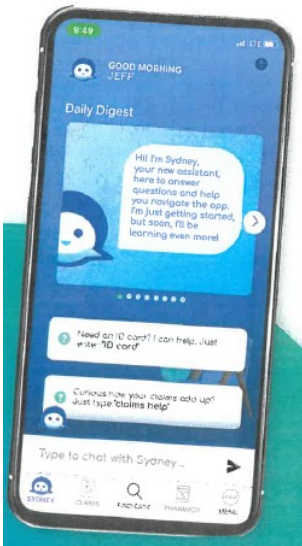 9:49
LTE
GOOD MORNING
JEFF
Daily Digest
Hi! I'm Sydney,
your new assistant,
here to answer
questions and help
you navigate the app.
I'm just getting started,
but soon, I'll be
learning even more!
Need an ID card? I can help. Just
enter "ID card"
Curious how your claims add up?
Just type "claims help"
Type to chat with Sydney...
SYDNEY
CLAIMS
FIND CARE
PHARMACY
MENU